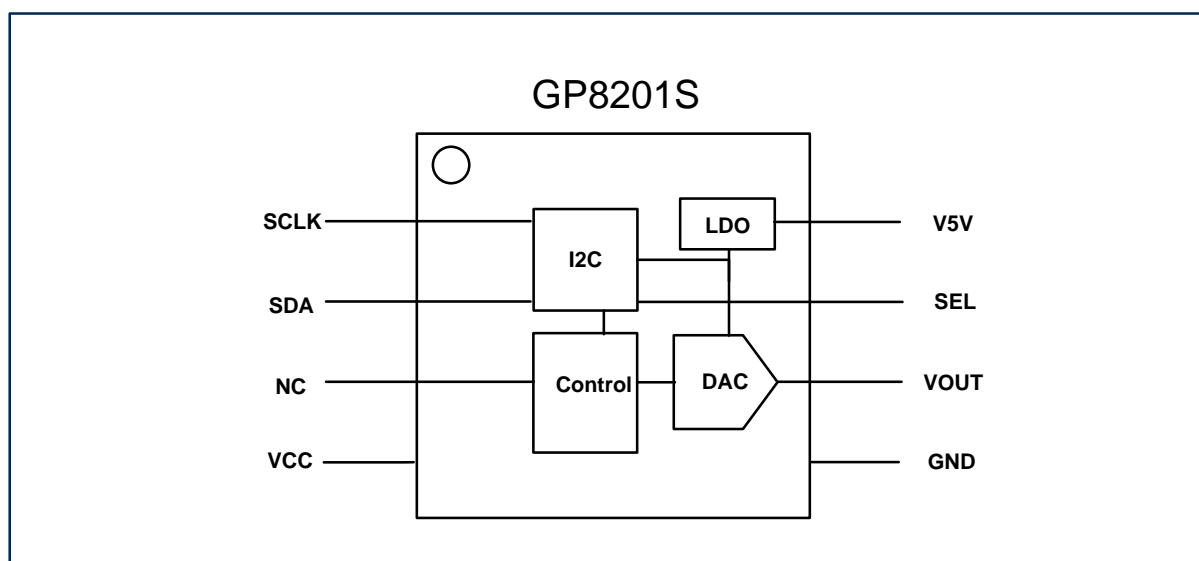 GP8201S
SCLK
LDO
V5V
I2C
SDA
SEL
NC
Control
DAC
VOUT
VCC
GND